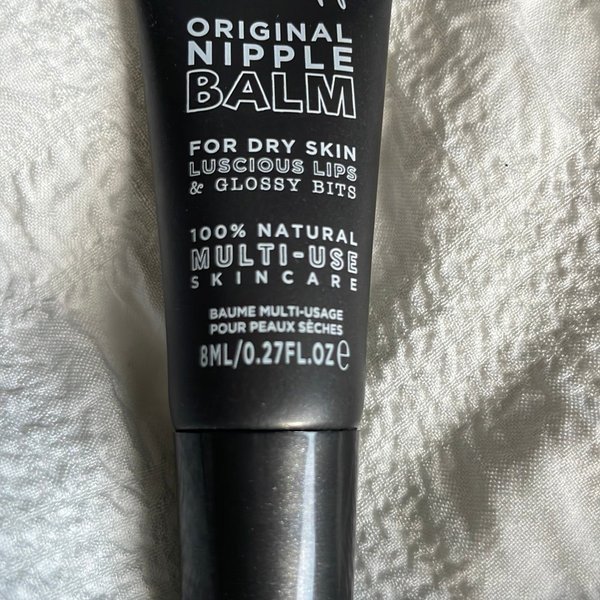 ORIGINAL
NIPPLE
BALM
FOR DRY SKIN
LUSCIOUS LIPS
& GLOSSY BITS
100% NATURAL
MULTI-USE
SKINCARE
BAUME MULTI-USAGE
POUR PEAUX SÈCHES
8ML/0.27FL.OZ℮